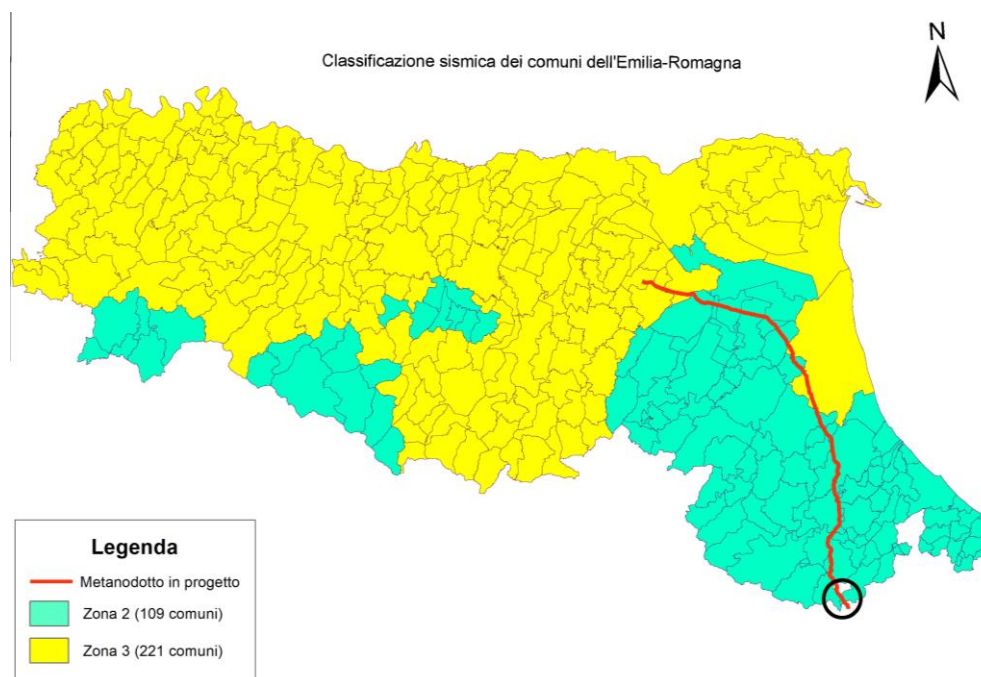 N
Classificazione sismica dei comuni dell'Emilia-Romagna
Legenda
Metanodotto in progetto
Zona 2 (109 comuni)
Zona 3 (221 comuni)